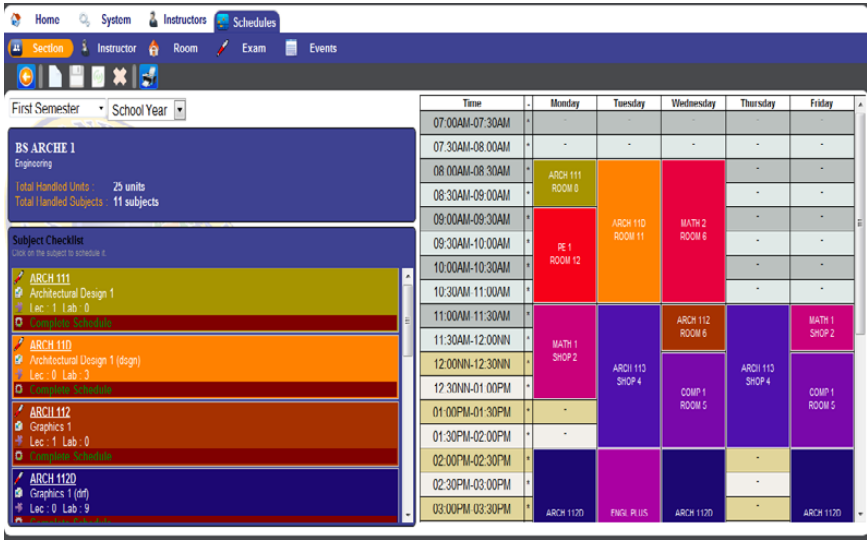 Home System Instructors Schedules
Section Instructor Room Exam Events
First Semester School Year
BS ARCHE 1
Engineering
Total Handled Units : 25 units
Total Handled Subjects : 11 subjects
Subject Checklist
Click on the subject to schedule it.
ARCH 111
Architectural Design 1
Lec : 1 Lab : 0
Complete Schedule
ARCH 11D
Architectural Design 1 (dsgn)
Lec : 0 Lab : 3
Complete Schedule
ARCH 112
Graphics 1
Lec : 1 Lab : 0
Complete Schedule
ARCH 112D
Graphics 1 (drf)
Lec : 0 Lab : 9
Complete Schedule
Time - Monday Tuesday Wednesday Thursday Friday
07:00AM-07:30AM * - - - - -
07:30AM-08:00AM * - - - - -
08:00AM-08:30AM * - -
08:30AM-09:00AM * - -
09:00AM-09:30AM * - -
09:30AM-10:00AM * - -
10:00AM-10:30AM * - -
10:30AM-11:00AM * - -
11:00AM-11:30AM *
11:30AM-12:00NN *
12:00NN-12:30NN *
12:30NN-01:00PM *
01:00PM-01:30PM * -
01:30PM-02:00PM * -
02:00PM-02:30PM * -
02:30PM-03:00PM * -
03:00PM-03:30PM * -
ARCH 111
ROOM 8
PE 1
ROOM 12
MATH 1
SHOP 2
ARCH 112D
ARCH 11D
ROOM 11
ARCH 113
SHOP 4
ENGL PLUS
MATH 2
ROOM 6
ARCH 112
ROOM 6
COMP 1
ROOM 5
ARCH 112D
ARCH 113
SHOP 4
MATH 1
SHOP 2
COMP 1
ROOM 5
ARCH 112D